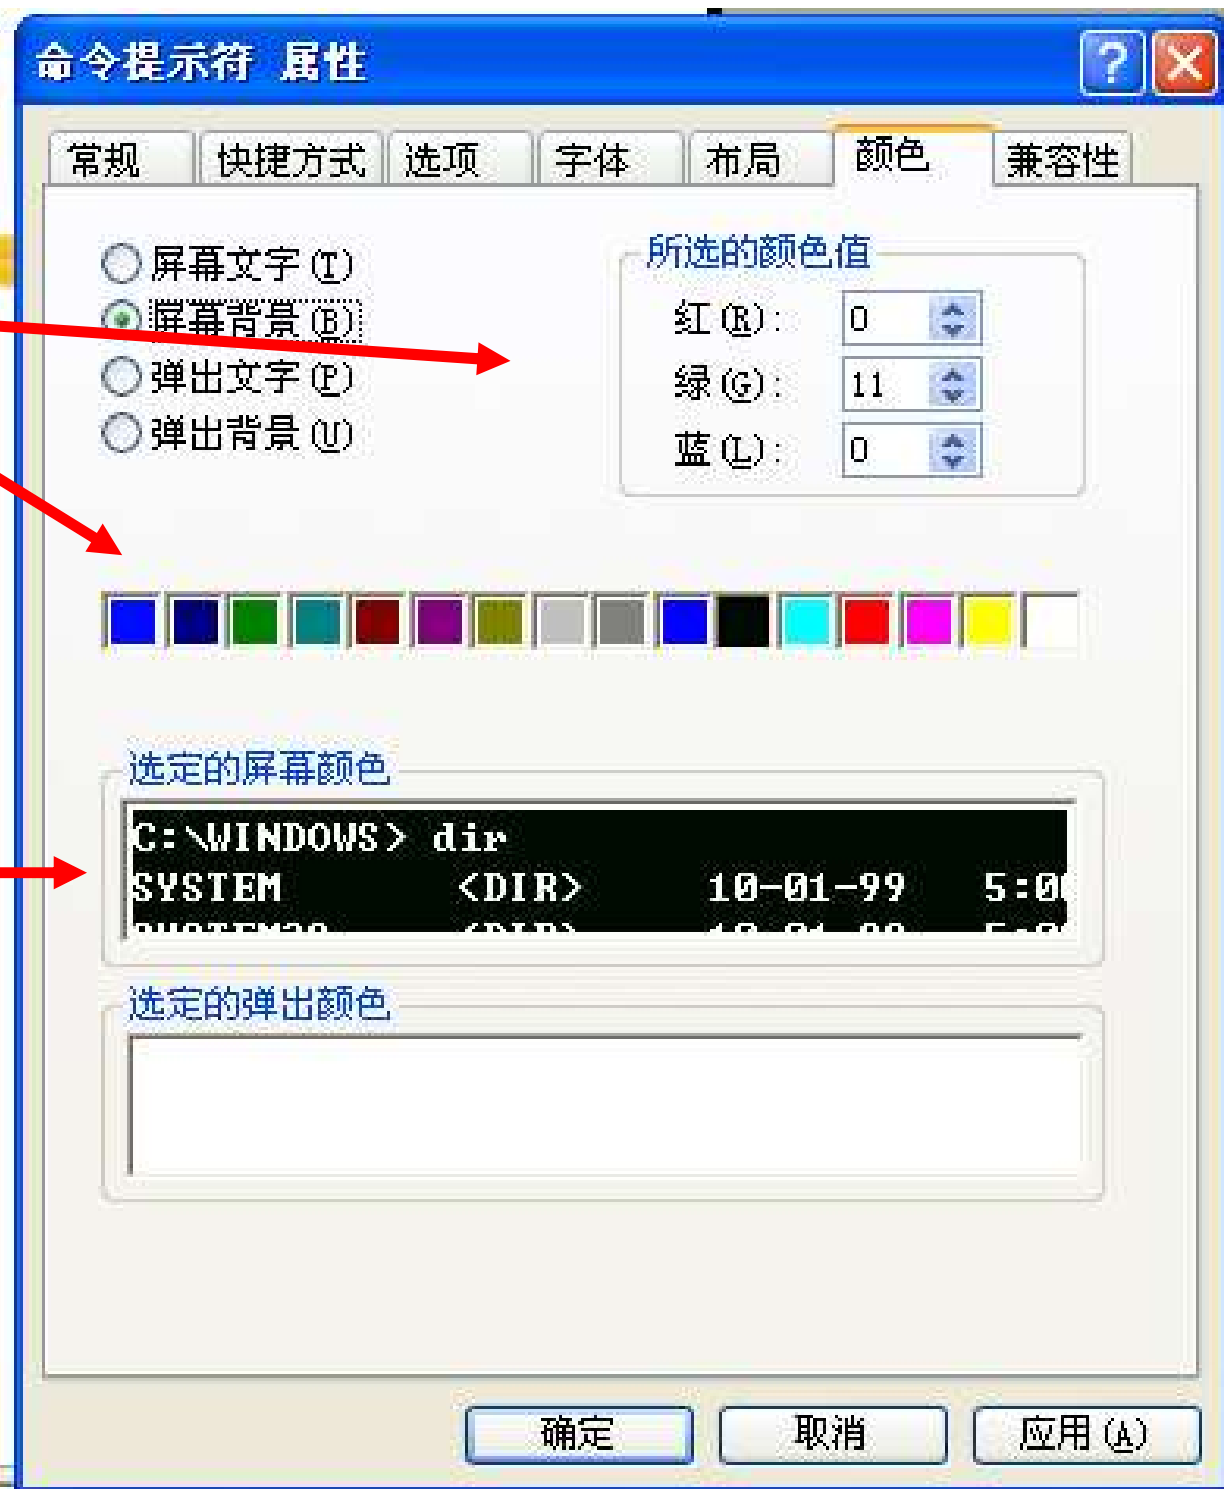 命令提示符 属性
常规 快捷方式 选项 字体 布局 颜色 兼容性
屏幕文字(T)
屏幕背景(B)
弹出文字(P)
弹出背景(U)
所选的颜色值
红(R): 0
绿(G): 11
蓝(L): 0
选定的屏幕颜色
C:\WINDOWS> dir
SYSTEM <DIR> 10-01-99 5:00
选定的弹出颜色
确定 取消 应用(A)